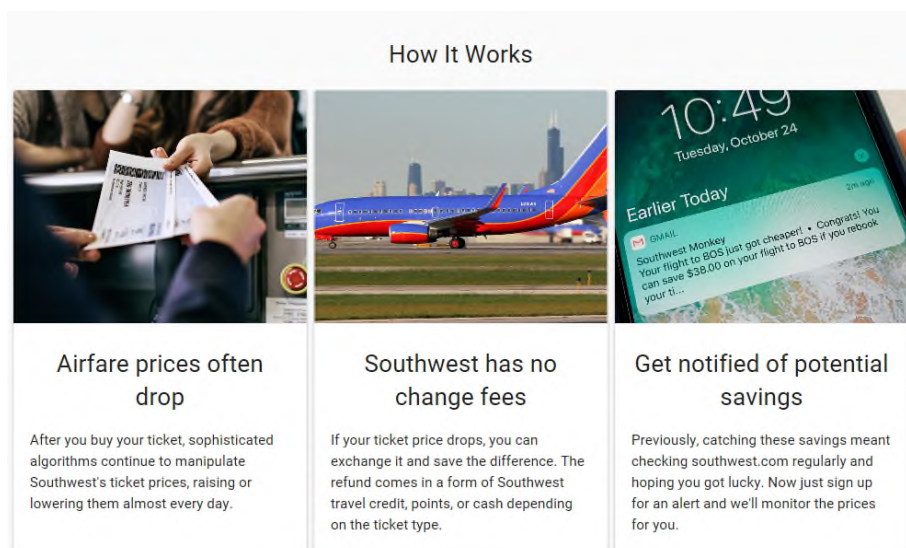 How It Works
10:49
Tuesday, October 24
Earlier Today
GMAIL
2m ago
Southwest Monkey
Your flight to BOS just got cheaper! • Congrats! You
can save $38.00 on your flight to BOS if you rebook
your ti...
Airfare prices often
drop
After you buy your ticket, sophisticated
algorithms continue to manipulate
Southwest's ticket prices, raising or
lowering them almost every day.
Southwest has no
change fees
If your ticket price drops, you can
exchange it and save the difference. The
refund comes in a form of Southwest
travel credit, points, or cash depending
on the ticket type.
Get notified of potential
savings
Previously, catching these savings meant
checking southwest.com regularly and
hoping you got lucky. Now just sign up
for an alert and we'll monitor the prices
for you.